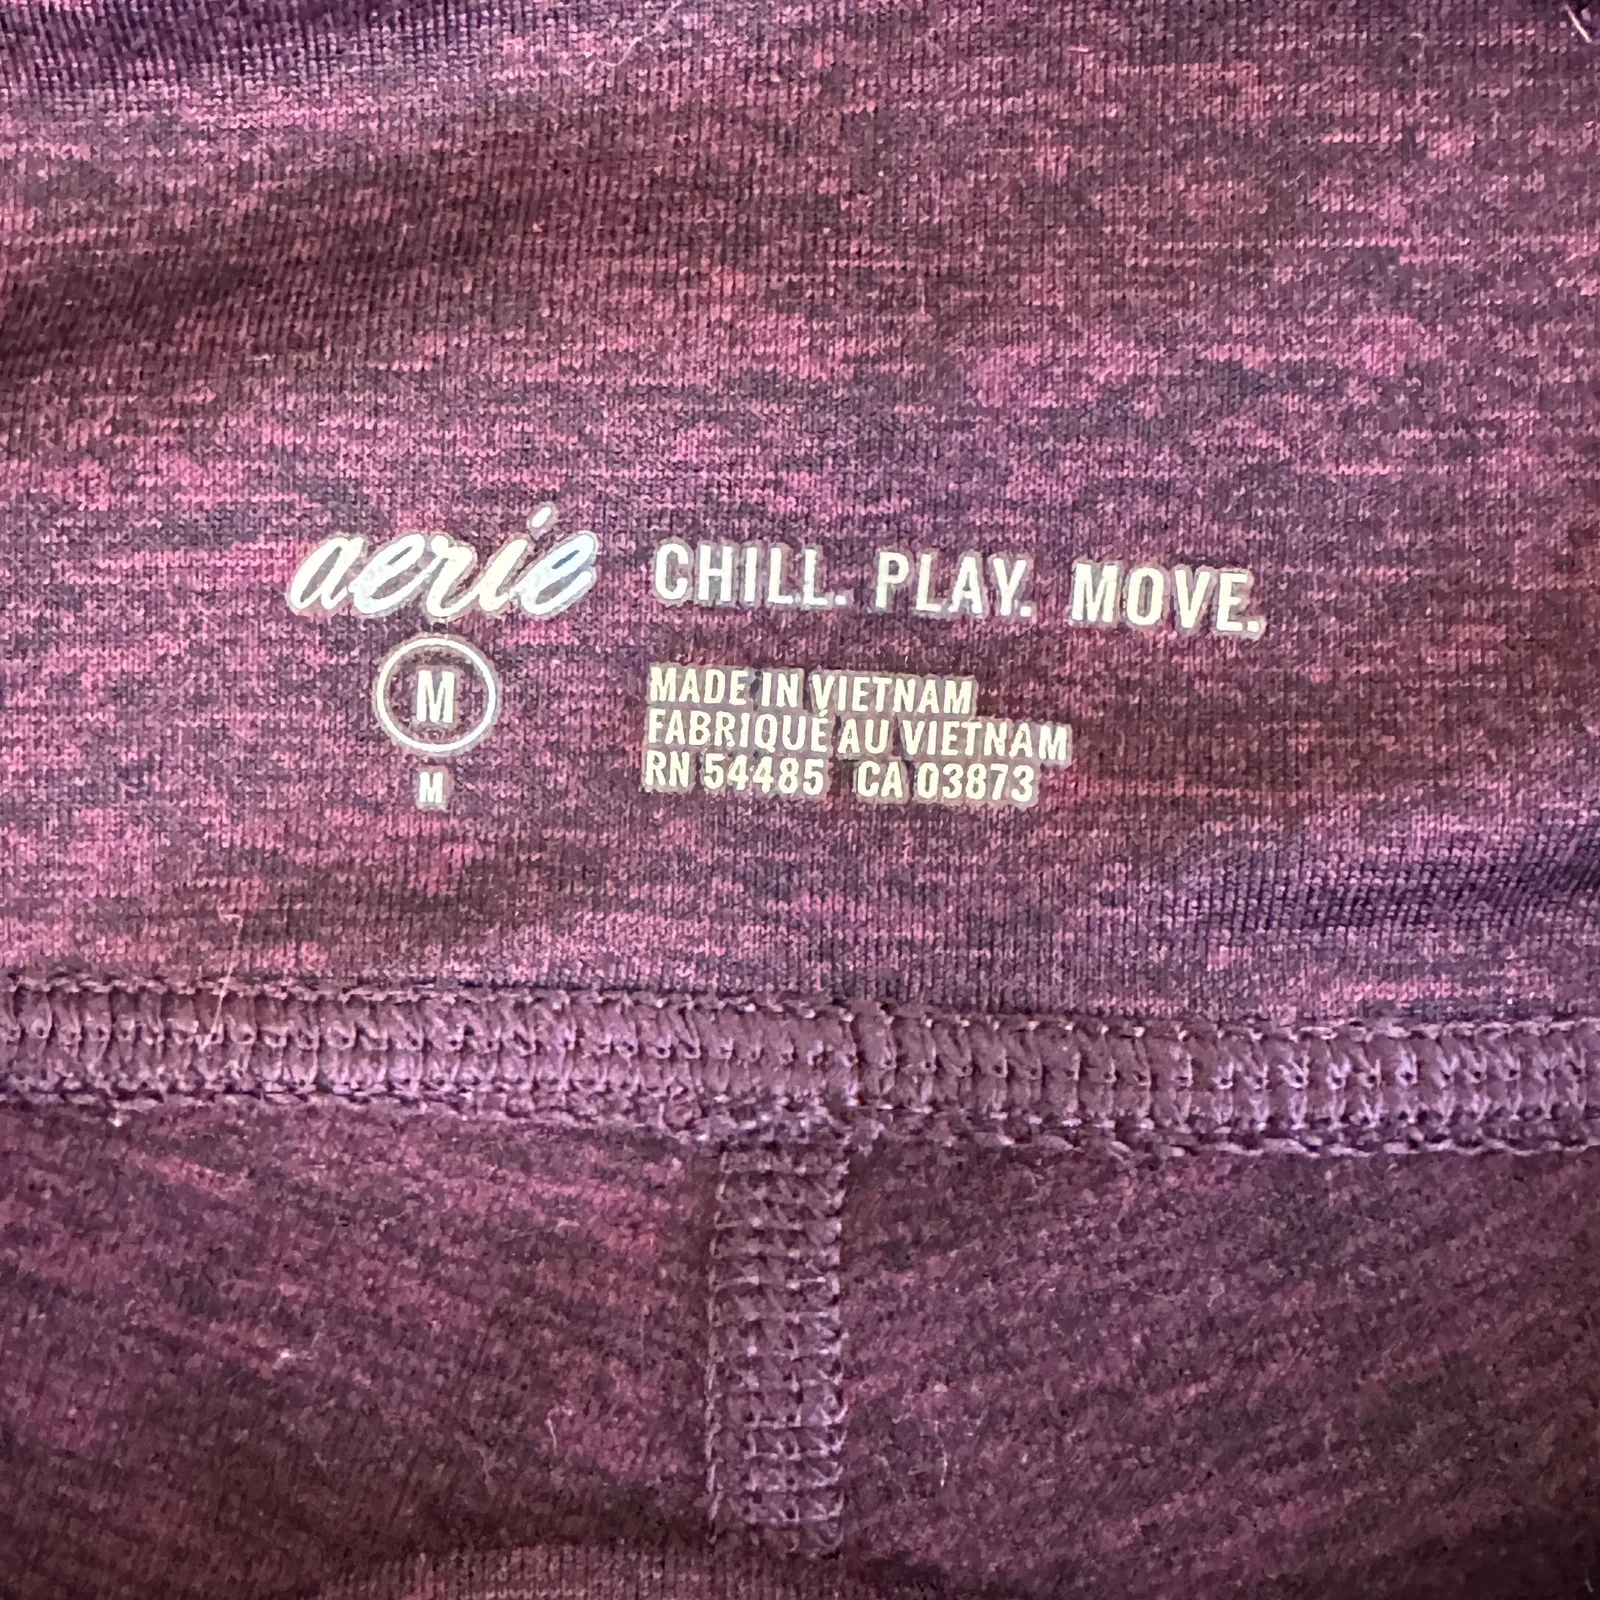 aerie CHILL. PLAY. MOVE.
M
M
MADE IN VIETNAM
FABRIQUÉ AU VIETNAM
RN 54485 CA 03873